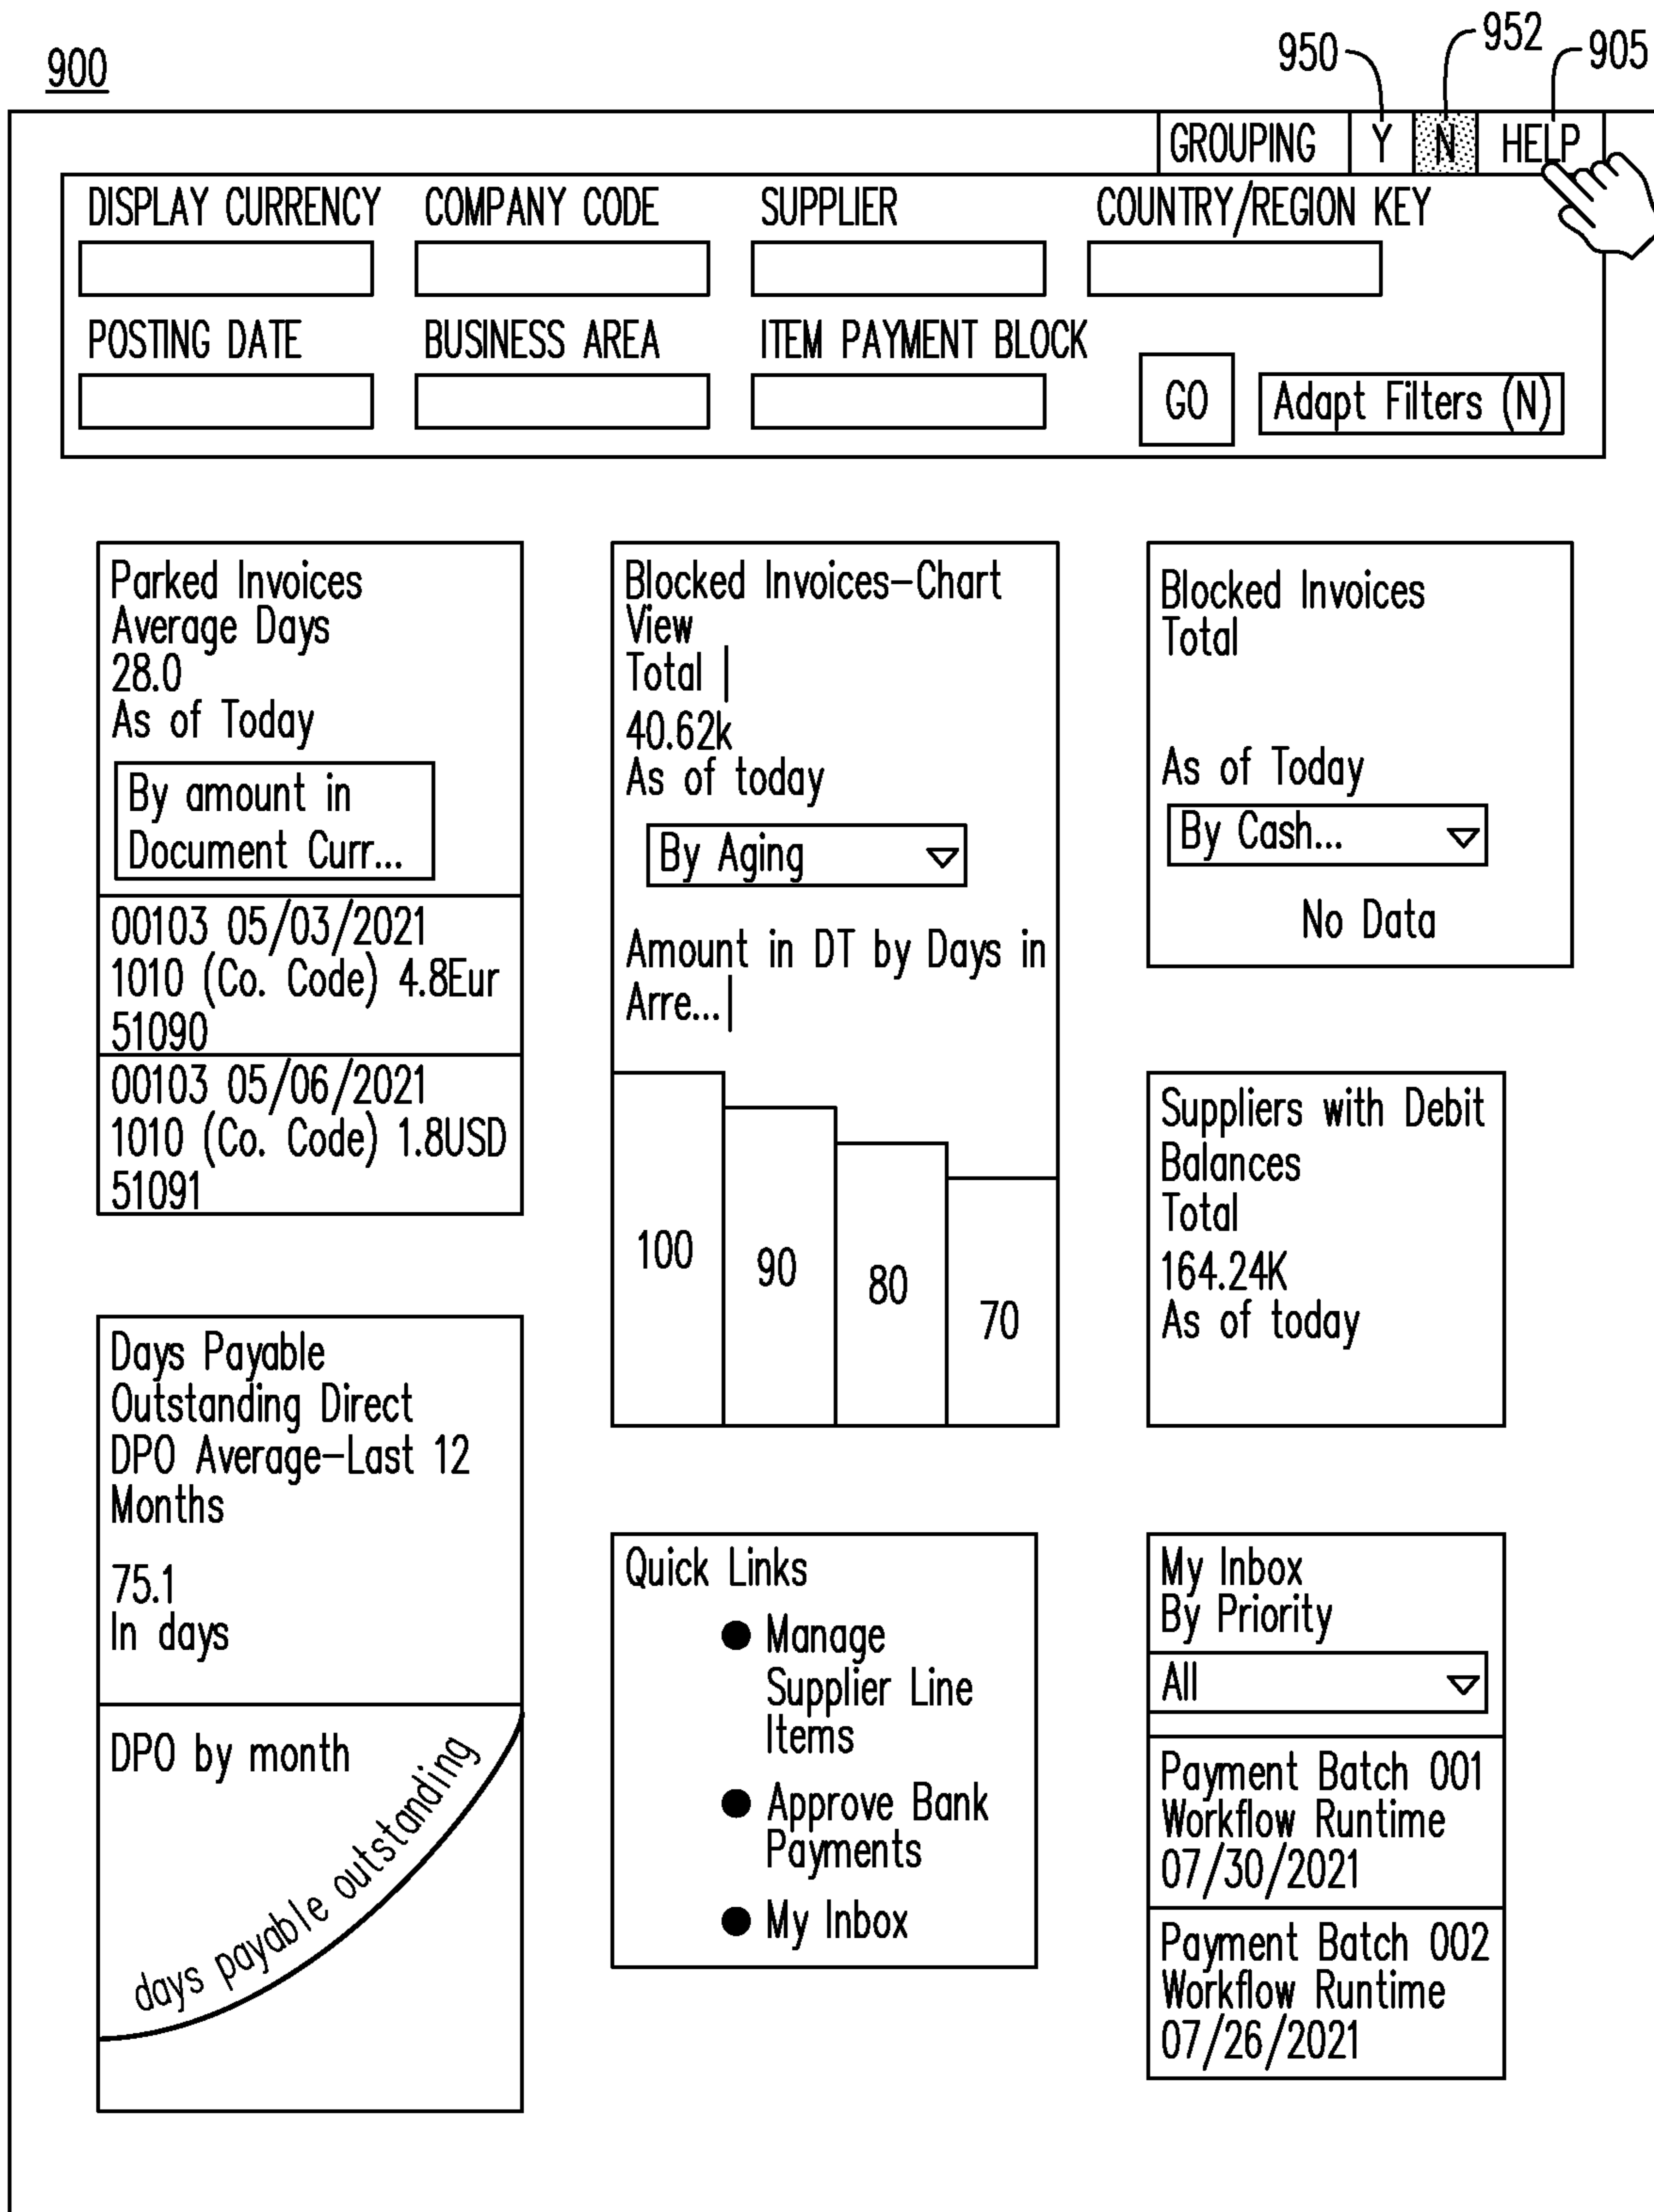 900
950
952
905
GROUPING Y N HELP
DISPLAY CURRENCY COMPANY CODE SUPPLIER COUNTRY/REGION KEY
POSTING DATE BUSINESS AREA ITEM PAYMENT BLOCK
GO Adapt Filters (N)
Parked Invoices
Average Days
28.0
As of Today
By amount in
Document Curr...
00103 05/03/2021
1010 (Co. Code) 4.8Eur
51090
00103 05/06/2021
1010 (Co. Code) 1.8USD
51091
Blocked Invoices-Chart
View
Total |
40.62k
As of today
By Aging
Amount in DT by Days in
Arre...|
100
90
80
70
Blocked Invoices
Total
As of Today
By Cash...
No Data
Suppliers with Debit
Balances
Total
164.24K
As of today
Days Payable
Outstanding Direct
DPO Average-Last 12
Months
75.1
In days
DPO by month
days payable outstanding
Quick Links
● Manage
Supplier Line
Items
● Approve Bank
Payments
● My Inbox
My Inbox
By Priority
All
Payment Batch 001
Workflow Runtime
07/30/2021
Payment Batch 002
Workflow Runtime
07/26/2021